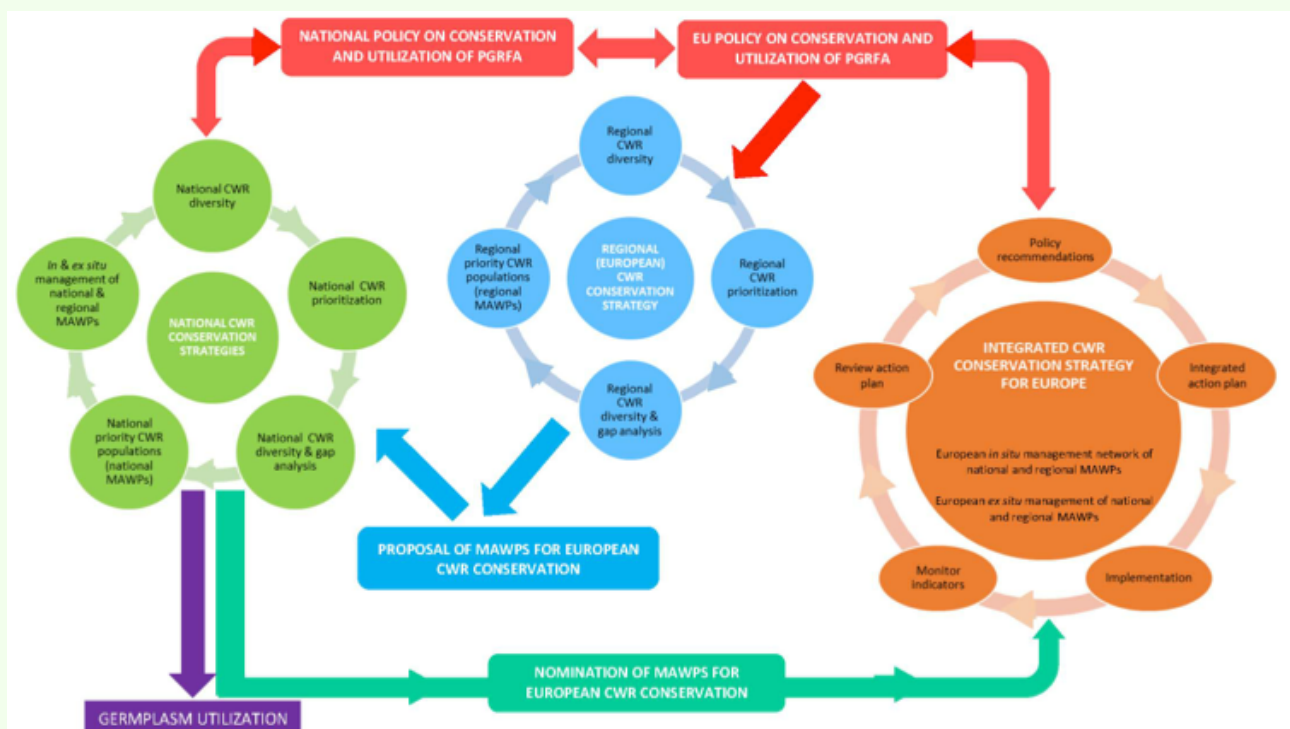 NATIONAL POLICY ON CONSERVATION
AND UTILIZATION OF PGRFA
EU POLICY ON CONSERVATION AND
UTILIZATION OF PGRFA
National CWR
diversity
National CWR
prioritization
National CWR
diversity & gap
analysis
National
priority CWR
populations
(national
MAWPs)
In & ex situ
management of
national &
regional
MAWPs
NATIONAL CWR
CONSERVATION
STRATEGIES
Regional
CWR
diversity
Regional
CWR
prioritization
Regional
CWR
diversity &
gap analysis
Regional
priority CWR
populations
(regional
MAWPs)
REGIONAL
(EUROPEAN)
CWR
CONSERVATION
STRATEGY
Policy
recommendations
Integrated
action plan
Implementation
Monitor
indicators
Review action
plan
INTEGRATED CWR
CONSERVATION STRATEGY
FOR EUROPE
European in situ management network of
national and regional MAWPs
European ex situ management of national
and regional MAWPs
PROPOSAL OF MAWPS FOR EUROPEAN
CWR CONSERVATION
NOMINATION OF MAWPS FOR
EUROPEAN CWR CONSERVATION
GERMPLASM UTILIZATION